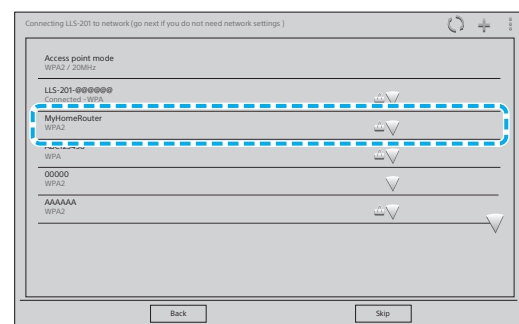 Connecting LLS-201 to network (go next if you do not need network settings )
Access point mode
WPA2 / 20MHz
LLS-201-@@@@@@
Connected - WPA
MyHomeRouter
WPA2
WPA
00000
WPA2
AAAAAA
WPA2
Back
Skip